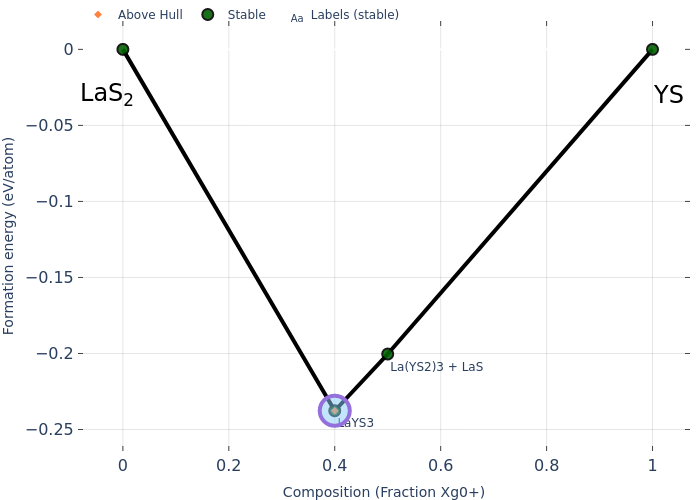 Above Hull
Stable
Aa Labels (stable)
0
−0.05
−0.1
−0.15
−0.2
−0.25
Formation energy (eV/atom)
LaS2
YS
La(YS2)3 + LaS
LaYS3
0
0.2
0.4
0.6
0.8
1
Composition (Fraction Xg0+)